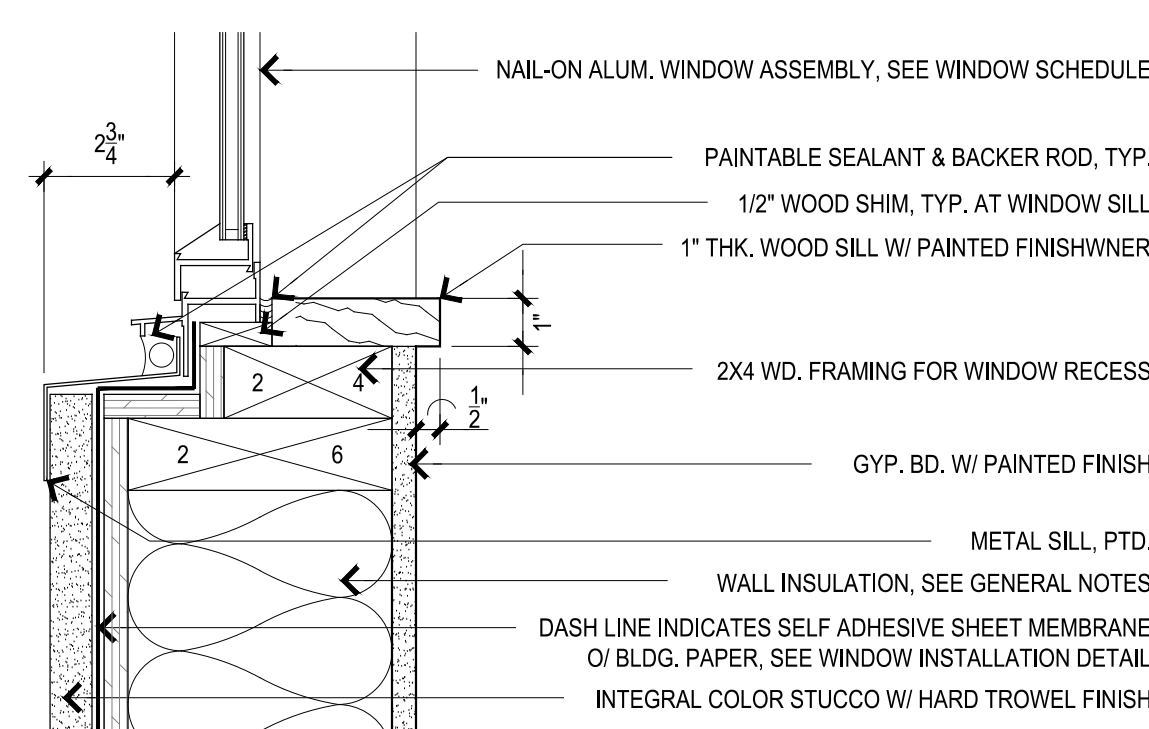 NAIL-ON ALUM. WINDOW ASSEMBLY, SEE WINDOW SCHEDULE
2 3/4"
PAINTABLE SEALANT & BACKER ROD, TYP.
1/2" WOOD SHIM, TYP. AT WINDOW SILL
1" THK. WOOD SILL W/ PAINTED FINISHWNER
1"
2X4 WD. FRAMING FOR WINDOW RECESS
2 4
1/2"
2 6
GYP. BD. W/ PAINTED FINISH
METAL SILL, PTD.
WALL INSULATION, SEE GENERAL NOTES
DASH LINE INDICATES SELF ADHESIVE SHEET MEMBRANE
O/ BLDG. PAPER, SEE WINDOW INSTALLATION DETAIL
INTEGRAL COLOR STUCCO W/ HARD TROWEL FINISH